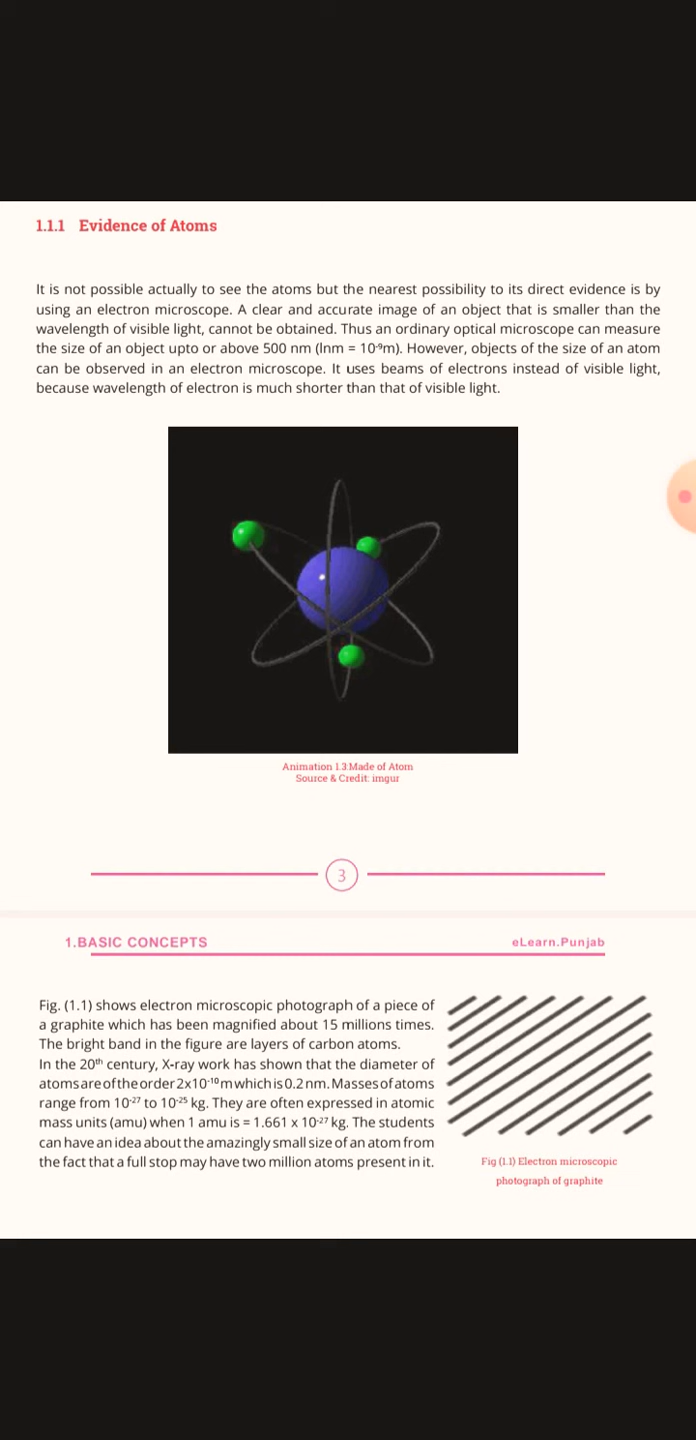 1.1.1 Evidence of Atoms
It is not possible actually to see the atoms but the nearest possibility to its direct evidence is by
using an electron microscope. A clear and accurate image of an object that is smaller than the
wavelength of visible light, cannot be obtained. Thus an ordinary optical microscope can measure
the size of an object upto or above 500 nm (lnm = 10⁻⁹m). However, objects of the size of an atom
can be observed in an electron microscope. It uses beams of electrons instead of visible light,
because wavelength of electron is much shorter than that of visible light.
Animation 1.3:Made of Atom
Source & Credit: imgur
3
1.BASIC CONCEPTS
eLearn.Punjab
Fig. (1.1) shows electron microscopic photograph of a piece of
a graphite which has been magnified about 15 millions times.
The bright band in the figure are layers of carbon atoms.
In the 20ᵗʰ century, X-ray work has shown that the diameter of
atoms are of the order 2x10⁻¹⁰ m which is 0.2 nm. Masses of atoms
range from 10⁻²⁷ to 10⁻²⁵ kg. They are often expressed in atomic
mass units (amu) when 1 amu is = 1.661 x 10⁻²⁷ kg. The students
can have an idea about the amazingly small size of an atom from
the fact that a full stop may have two million atoms present in it.
Fig (1.1) Electron microscopic
photograph of graphite